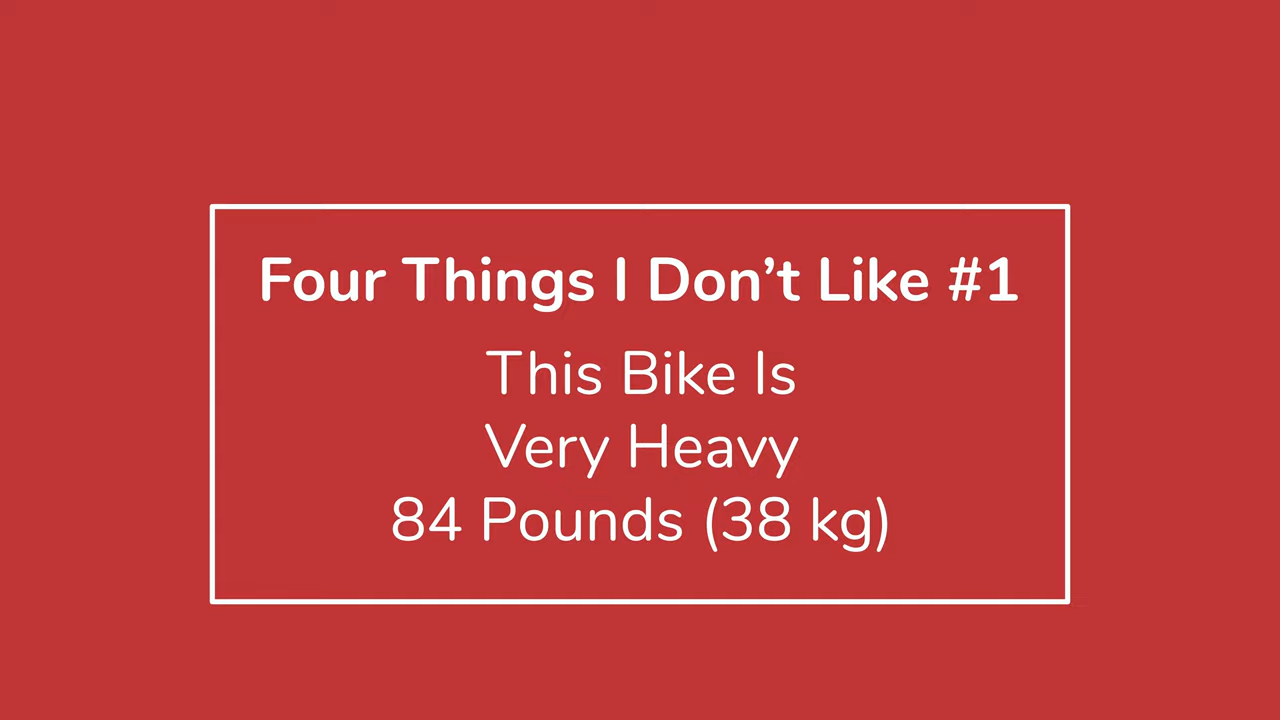 Four Things I Don’t Like #1
This Bike Is
Very Heavy
84 Pounds (38 kg)